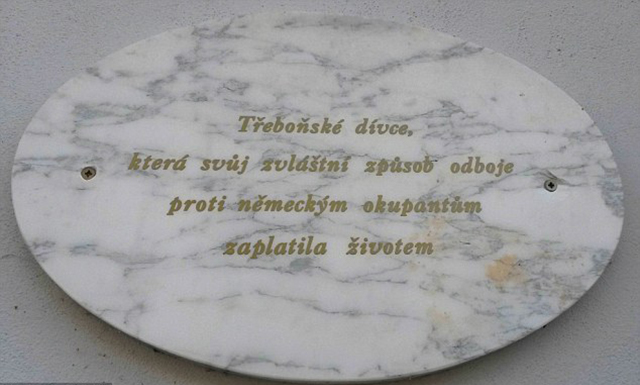 Třeboňské dívce,
která svůj zvláštní způsob odboje
proti německým okupantům
zaplatila životem